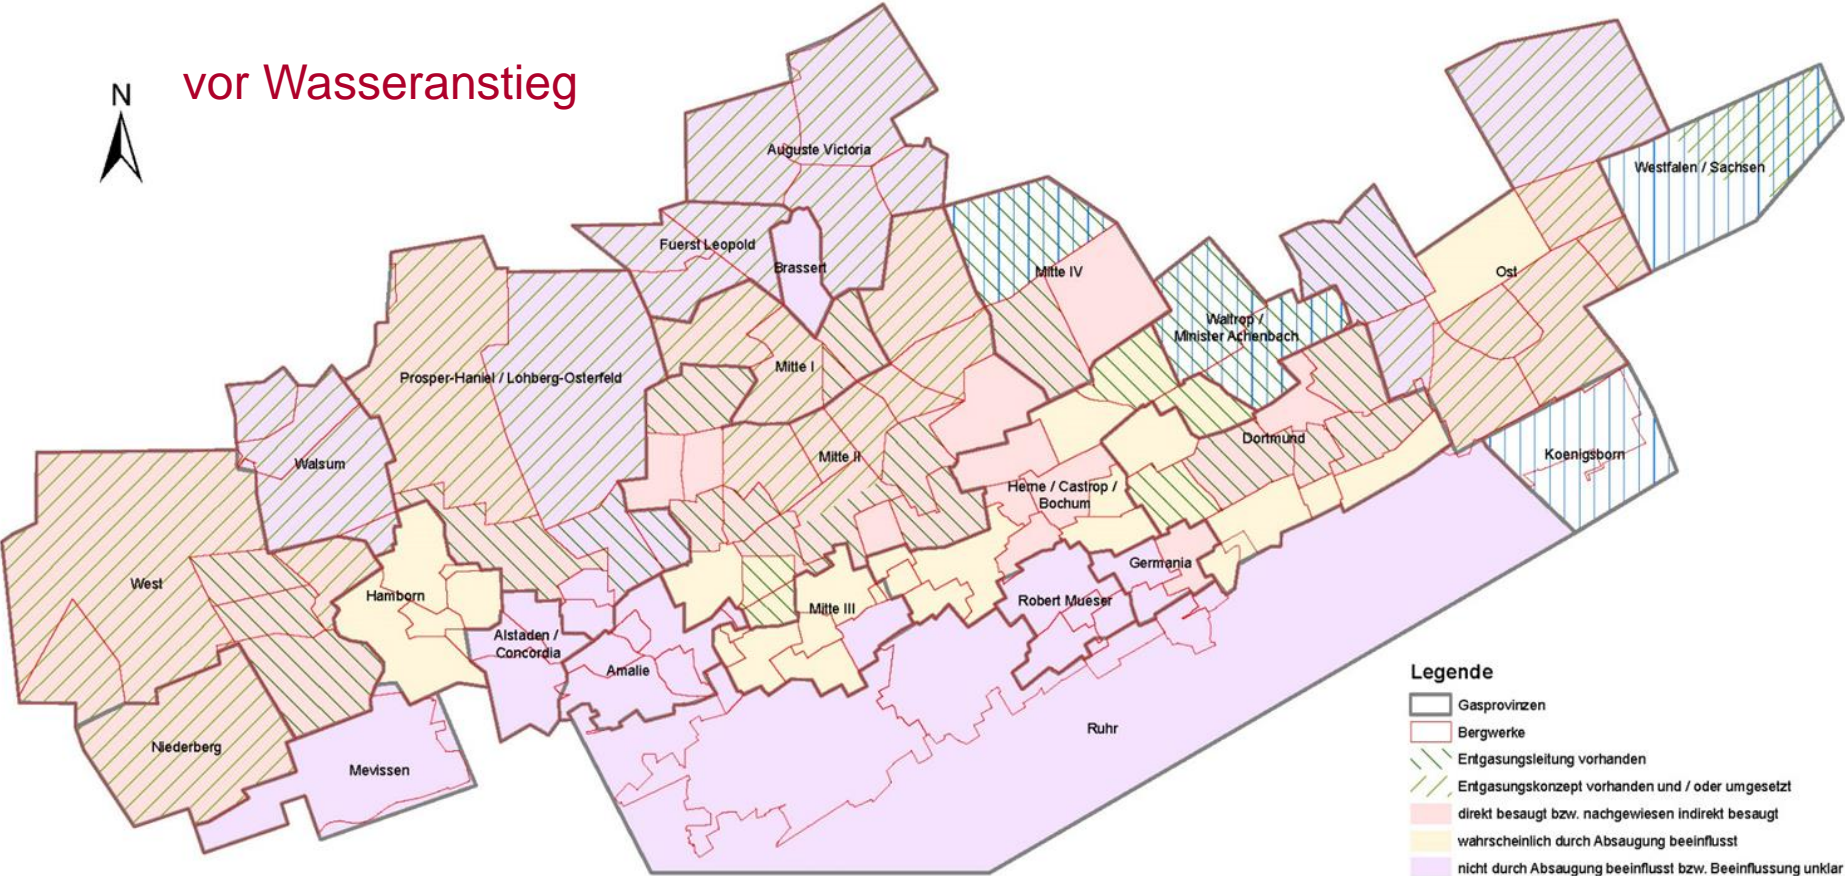 vor Wasseranstieg
N
Auguste Victoria
Westfalen / Sachsen
Fuerst Leopold
Brassert
Mitte IV
Ost
Waltrop /
Minister Achenbach
Mitte I
Prosper-Haniel / Lohberg-Osterfeld
Walsum
Mitte II
Dortmund
Koenigsborn
Herne / Castrop /
Bochum
West
Hamborn
Germania
Robert Mueser
Mitte III
Alstaden /
Concordia
Amalie
Niederberg
Mevissen
Ruhr
Legende
Gasprovinzen
Bergwerke
Entgasungsleitung vorhanden
Entgasungskonzept vorhanden und / oder umgesetzt
direkt besaugt bzw. nachgewiesen indirekt besaugt
wahrscheinlich durch Absaugung beeinflusst
nicht durch Absaugung beeinflusst bzw. Beeinflussung unklar